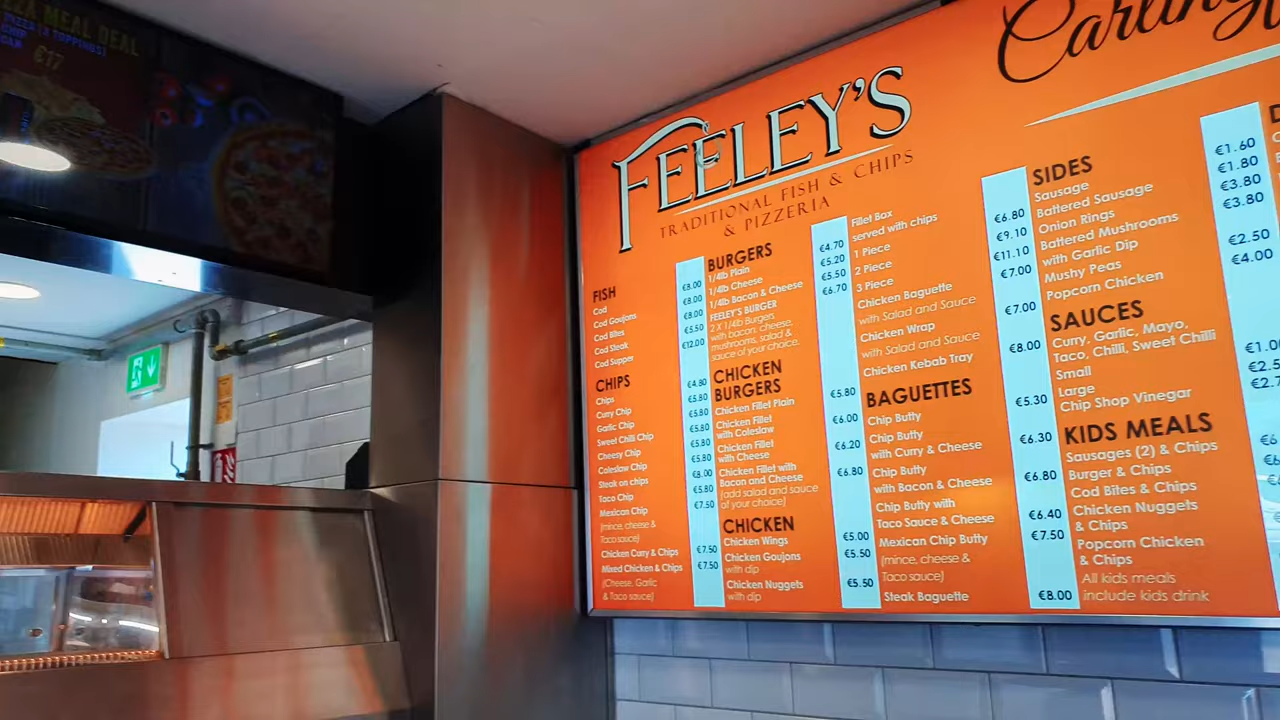 MEAL DEAL
€17
FEELEY'S
TRADITIONAL FISH & CHIPS
& PIZZERIA
FISH
Cod €8.00
Cod Goujons €8.00
Cod Bites €8.00
Cod Steak €5.50
Cod Supper €12.00
CHIPS
Chips €4.80
Curry Chip €5.80
Garlic Chip €5.80
Sweet Chilli Chip €5.80
Cheesy Chip €5.80
Coleslaw Chip €5.80
Steak on chips €8.00
Taco Chip €5.80
Mexican Chip €7.50
(mince, cheese &
Taco sauce)
Chicken Curry & Chips €7.50
Mixed Chicken & Chips €7.50
(Cheese, Garlic
& Taco sauce)
BURGERS
1/4lb Plain €4.70
1/4lb Cheese €5.20
1/4lb Bacon & Cheese €5.50
FEELEY'S BURGER €6.70
2 X 1/4lb Burgers
with bacon, cheese,
mushrooms, salad &
sauce of your choice.
CHICKEN
BURGERS
Chicken Fillet Plain €5.80
Chicken Fillet
with Coleslaw €6.00
Chicken Fillet
with Cheese €6.20
Chicken Fillet with
Bacon and Cheese €6.80
(add salad and sauce
of your choice)
CHICKEN
Chicken Wings €5.00
Chicken Goujons €5.50
with dip
Chicken Nuggets €5.50
with dip
Fillet Box
served with chips
1 Piece €6.80
2 Piece €9.10
3 Piece €11.10
Chicken Baguette €7.00
with Salad and Sauce
Chicken Wrap €7.00
with Salad and Sauce
Chicken Kebab Tray €8.00
BAGUETTES
Chip Butty €5.30
Chip Butty
with Curry & Cheese €6.30
Chip Butty
with Bacon & Cheese €6.80
Chip Butty with
Taco Sauce & Cheese €6.40
Mexican Chip Butty €7.50
(mince, cheese &
Taco sauce)
Steak Baguette €8.00
SIDES
Sausage €1.60
Battered Sausage €1.80
Onion Rings €3.80
Battered Mushrooms €3.80
with Garlic Dip
Mushy Peas €2.50
Popcorn Chicken €4.00
SAUCES
Curry, Garlic, Mayo,
Taco, Chilli, Sweet Chilli
Small
Large
Chip Shop Vinegar
KIDS MEALS
Sausages (2) & Chips
Burger & Chips
Cod Bites & Chips
Chicken Nuggets
& Chips
Popcorn Chicken
& Chips
All kids meals
include kids drink